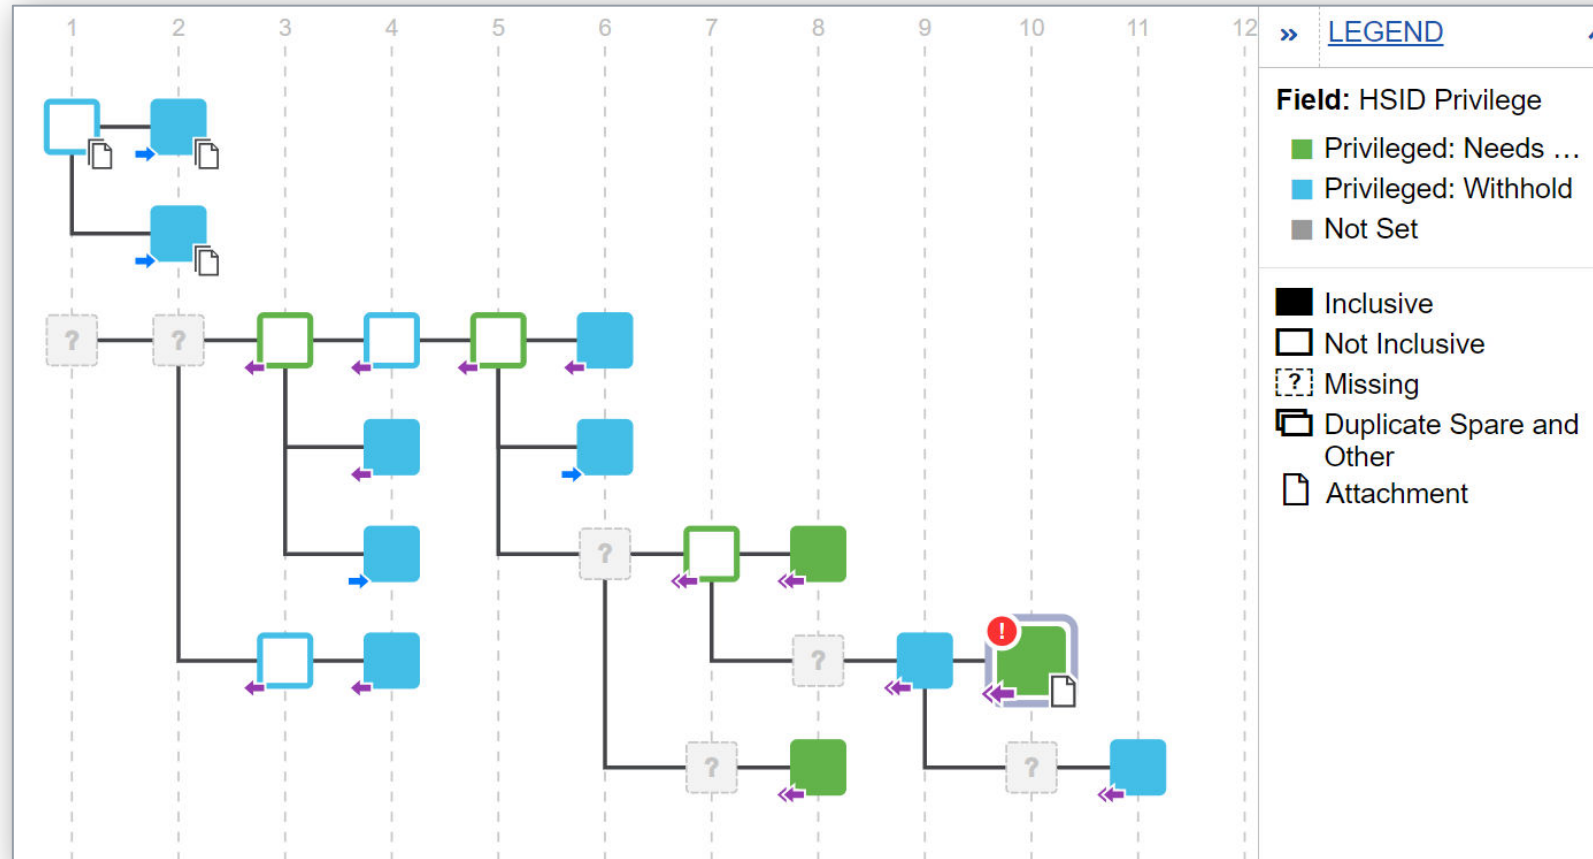 1 2 3 4 5 6 7 8 9 10 11 12
» LEGEND
Field: HSID Privilege
Privileged: Needs ...
Privileged: Withhold
Not Set
Inclusive
Not Inclusive
? Missing
Duplicate Spare and
Other
Attachment
? ?
?
! ?
? ?